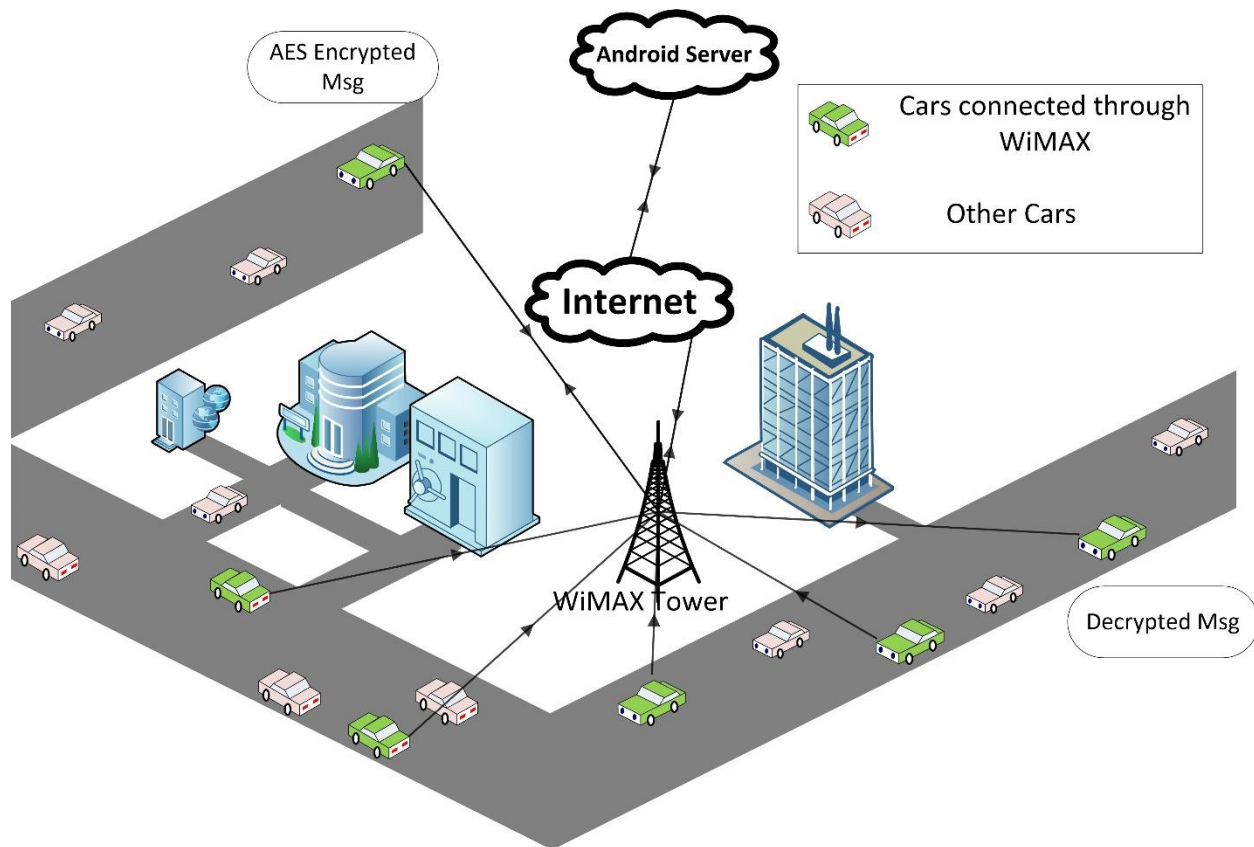 AES Encrypted
Msg
Android Server
Cars connected through
WiMAX
Other Cars
Internet
WiMAX Tower
Decrypted Msg